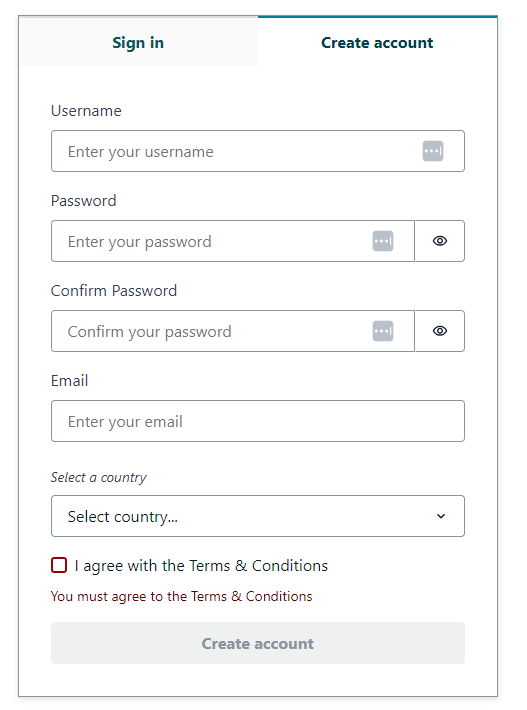 Sign in
Create account
Username
Enter your username
Password
Enter your password
Confirm Password
Confirm your password
Email
Enter your email
Select a country
Select country...
I agree with the Terms & Conditions
You must agree to the Terms & Conditions
Create account